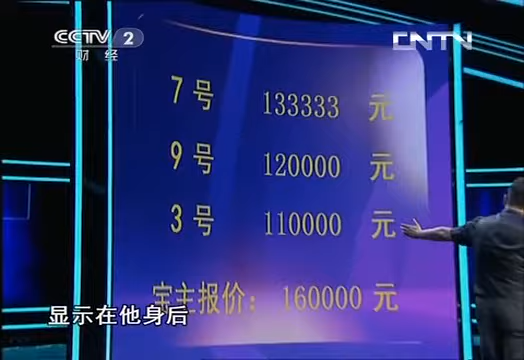 CCTV 2
财经
CNTV
7号 133333 元
9号 120000 元
3号 110000 元
宝主报价: 160000 元
显示在他身后